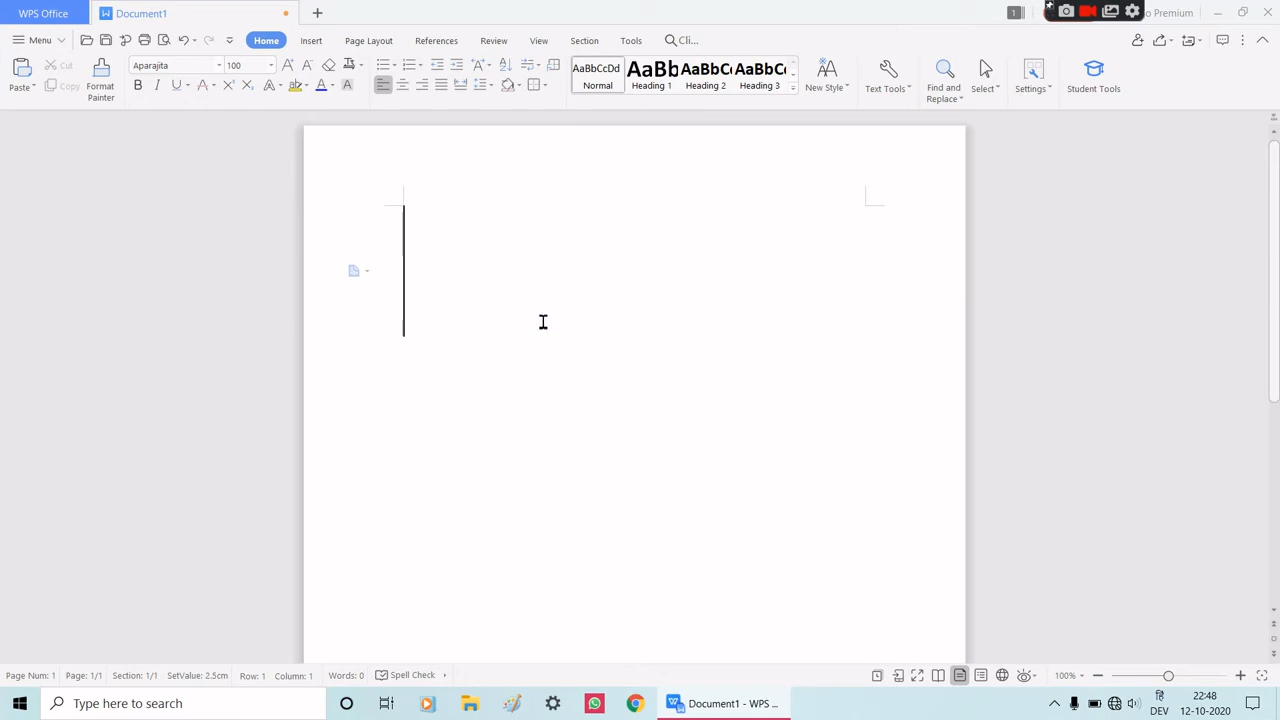 WPS Office
Document1
1
o Premium
Menu
Home
Insert
Page Layout
References
Review
View
Section
Tools
Cli...
Paste
Cut
Copy
Format
Painter
Aparajita
100
B I U
AaBbCcDd
Normal
AaBb
Heading 1
AaBbC
Heading 2
AaBbC
Heading 3
New Style
Text Tools
Find and
Replace
Select
Settings
Student Tools
Page Num: 1
Page: 1/1
Section: 1/1
Row: 1
Column: 1
Words: 0
Spell Check
100%
Type here to search
Document1 - WPS ...
DEV
22:48
12-10-2020